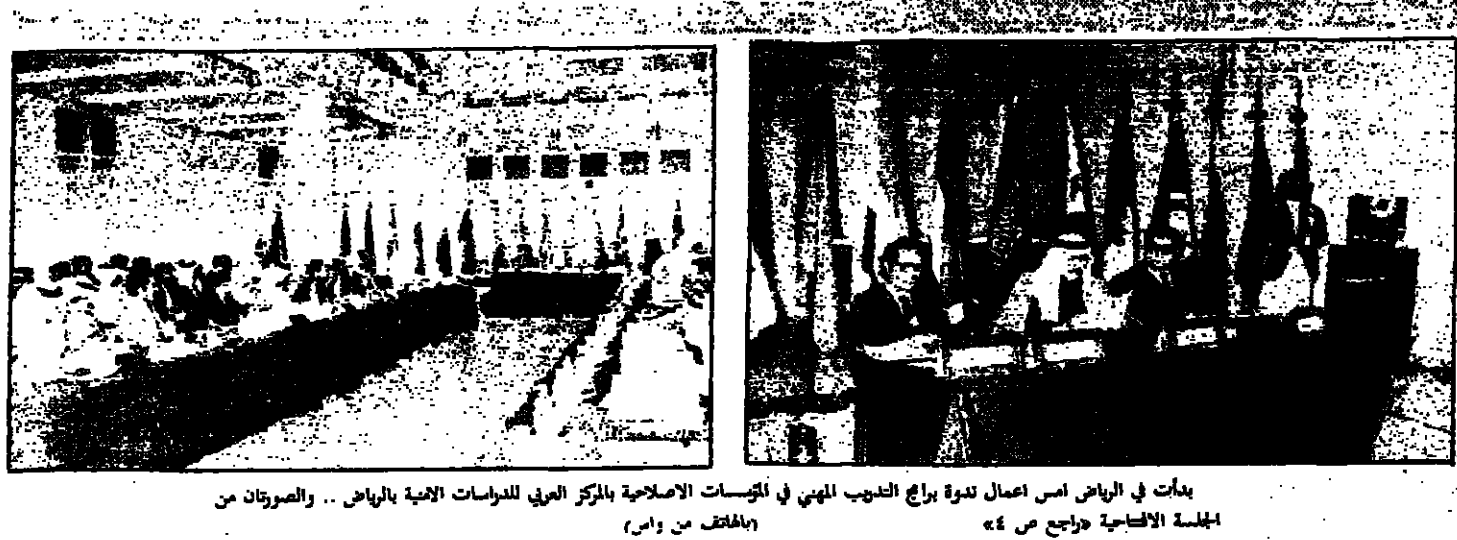 بدأت في الرياض امس اعمال ندوة برامج التدريب المهني في المؤسسات الاصلاحية بالمركز العربي للدراسات الامنية بالرياض .. والصورتان من
الجلسة الافتتاحية «راجع ص ٤» (بالهاتف من واس)